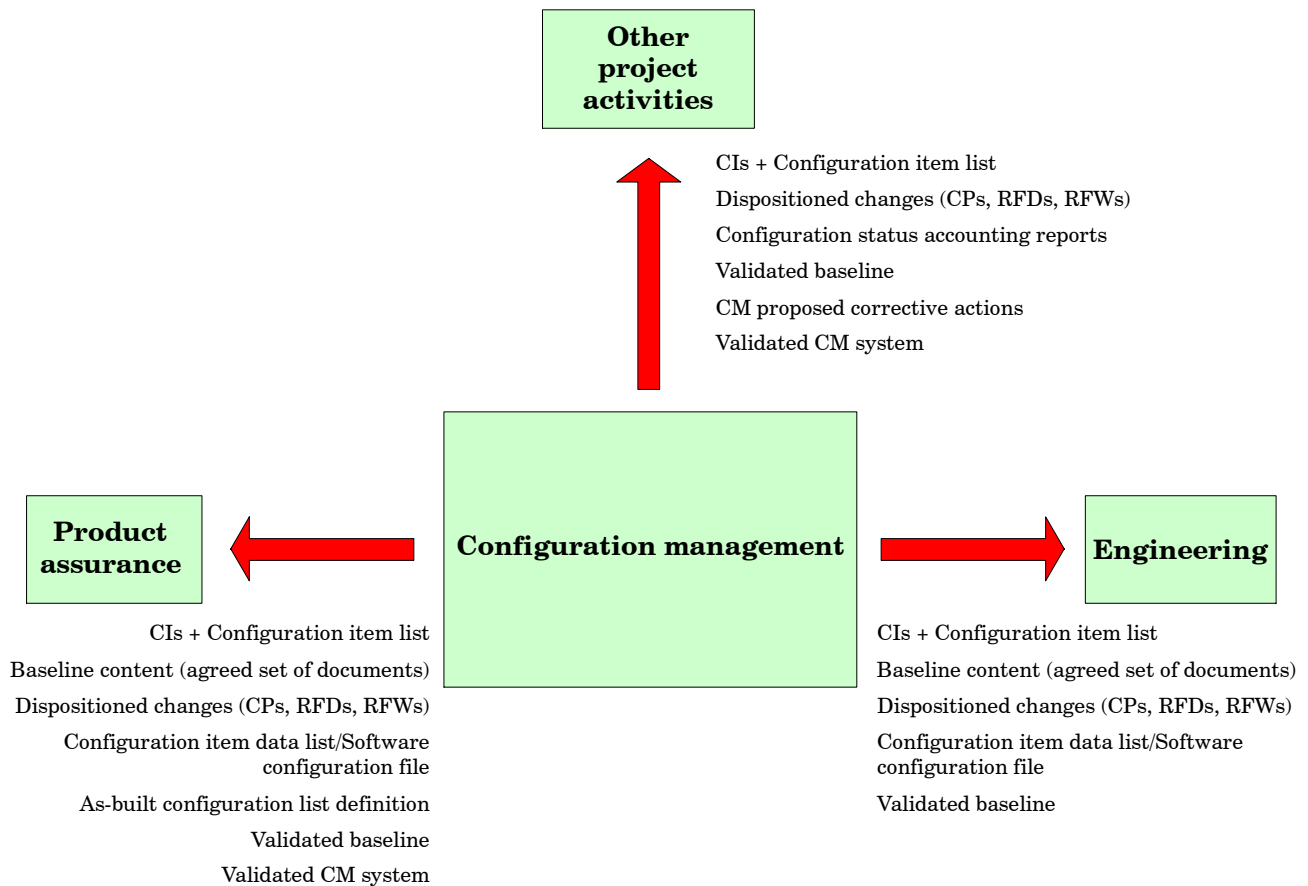 Other
project
activities
CIs + Configuration item list
Dispositioned changes (CPs, RFDs, RFWs)
Configuration status accounting reports
Validated baseline
CM proposed corrective actions
Validated CM system
Configuration management
Product
assurance
CIs + Configuration item list
Baseline content (agreed set of documents)
Dispositioned changes (CPs, RFDs, RFWs)
Configuration item data list/Software
configuration file
As-built configuration list definition
Validated baseline
Validated CM system
Engineering
CIs + Configuration item list
Baseline content (agreed set of documents)
Dispositioned changes (CPs, RFDs, RFWs)
Configuration item data list/Software
configuration file
Validated baseline